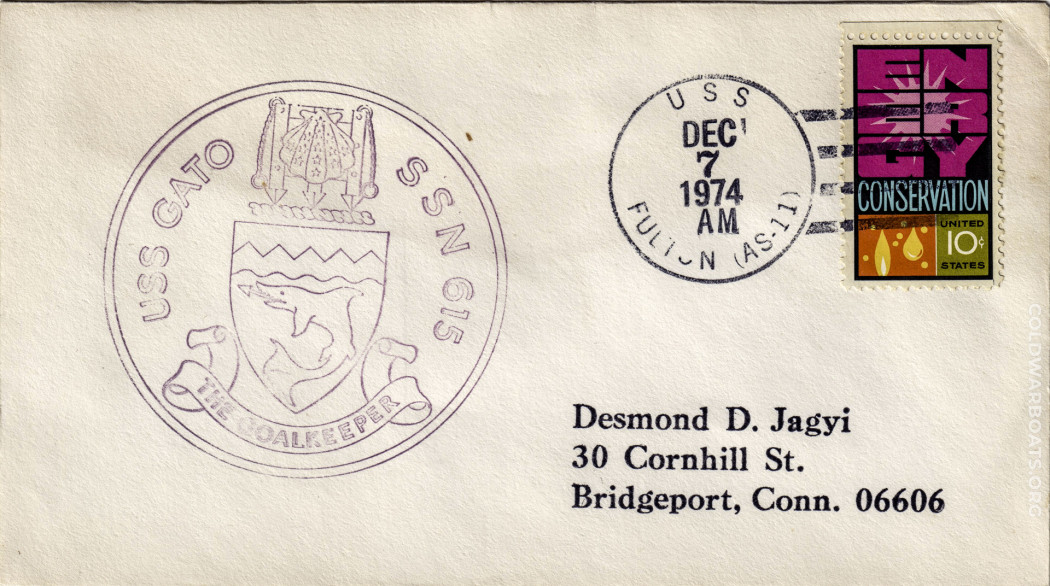 USS GATO
SSN 615
THE GOALKEEPER
USS
DEC
7
1974
AM
FULTON (AS-11)
ENERGY
CONSERVATION
UNITED
10¢
STATES
Desmond D. Jagyi
30 Cornhill St.
Bridgeport, Conn. 06606
COLDWARBOATS.ORG